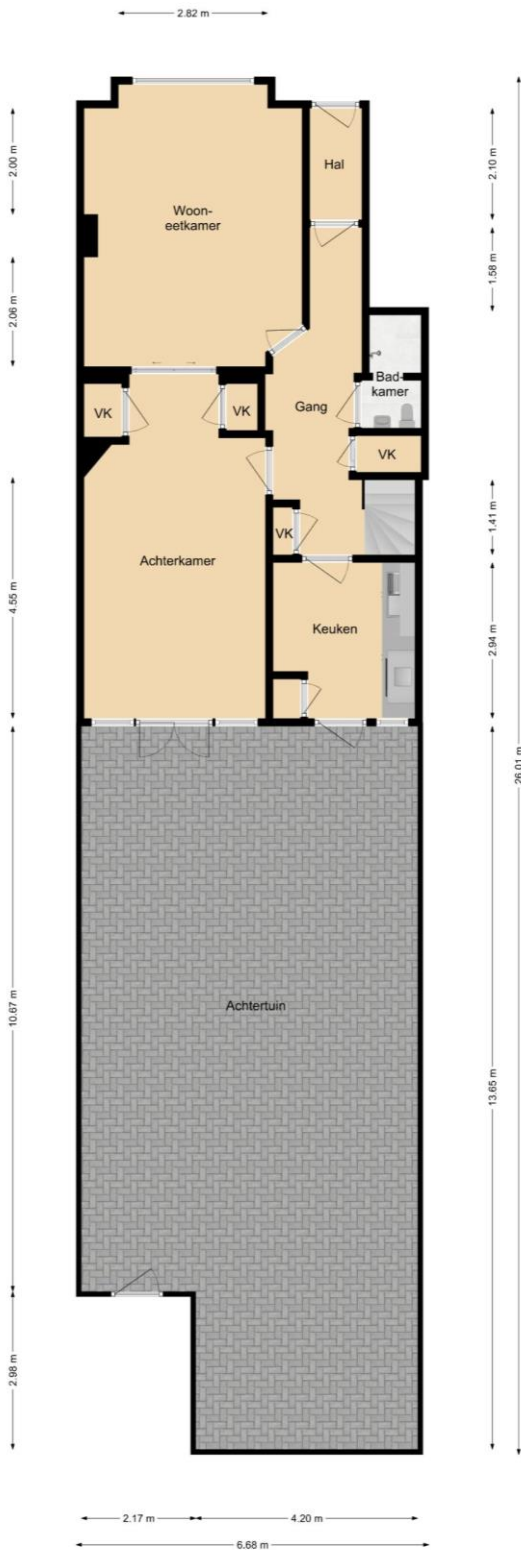 2.82 m
2.00 m
2.10 m
Hal
Woon-
eetkamer
1.58 m
2.06 m
Bad-
kamer
VK
VK
Gang
VK
1.41 m
VK
4.55 m
Achterkamer
2.94 m
Keuken
26.01 m
10.67 m
Achtertuin
13.65 m
2.98 m
2.17 m
4.20 m
6.68 m